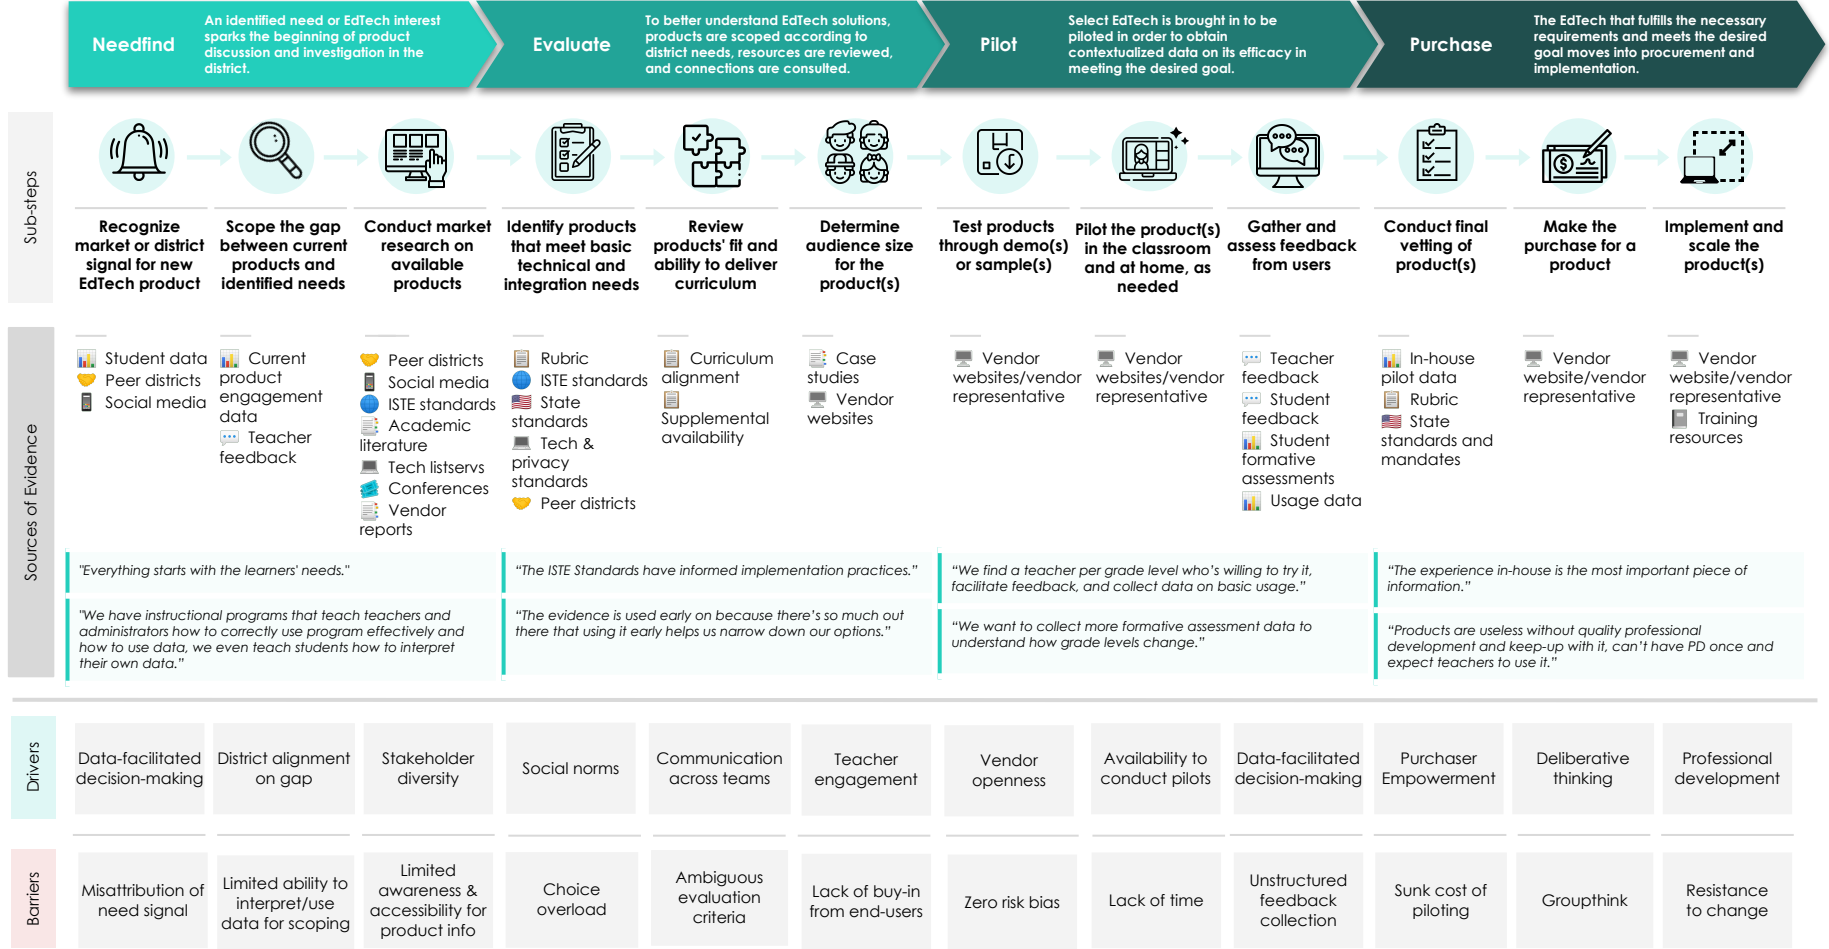 Needfind
An identified need or EdTech interest
sparks the beginning of product
discussion and investigation in the
district.
Evaluate
To better understand EdTech solutions,
products are scoped according to
district needs, resources are reviewed,
and connections are consulted.
Pilot
Select EdTech is brought in to be
piloted in order to obtain
contextualized data on its efficacy in
meeting the desired goal.
Purchase
The EdTech that fulfills the necessary
requirements and meets the desired
goal moves into procurement and
implementation.
Sub-steps
Recognize
market or district
signal for new
EdTech product
Scope the gap
between current
products and
identified needs
Conduct market
research on
available
products
Identify products
that meet basic
technical and
integration needs
Review
products' fit and
ability to deliver
curriculum
Determine
audience size
for the
product(s)
Test products
through demo(s)
or sample(s)
Pilot the product(s)
in the classroom
and at home, as
needed
Gather and
assess feedback
from users
Conduct final
vetting of
product(s)
Make the
purchase for a
product
Implement and
scale the
product(s)
Sources of Evidence
Student data
Peer districts
Social media
Current
product
engagement
data
Teacher
feedback
Peer districts
Social media
ISTE standards
Academic
literature
Tech listservs
Conferences
Vendor
reports
Rubric
ISTE standards
State
standards
Tech &
privacy
standards
Peer districts
Curriculum
alignment
Supplemental
availability
Case
studies
Vendor
websites
Vendor
websites/vendor
representative
Vendor
websites/vendor
representative
Teacher
feedback
Student
feedback
Student
formative
assessments
Usage data
In-house
pilot data
Rubric
State
standards and
mandates
Vendor
website/vendor
representative
Vendor
website/vendor
representative
Training
resources
"Everything starts with the learners' needs."
"We have instructional programs that teach teachers and
administrators how to correctly use program effectively and
how to use data, we even teach students how to interpret
their own data.”
“The ISTE Standards have informed implementation practices.”
“The evidence is used early on because there’s so much out
there that using it early helps us narrow down our options.”
“We find a teacher per grade level who’s willing to try it,
facilitate feedback, and collect data on basic usage.”
“We want to collect more formative assessment data to
understand how grade levels change.”
“The experience in-house is the most important piece of
information.”
“Products are useless without quality professional
development and keep-up with it, can’t have PD once and
expect teachers to use it.”
Drivers
Data-facilitated
decision-making
District alignment
on gap
Stakeholder
diversity
Social norms
Communication
across teams
Teacher
engagement
Vendor
openness
Availability to
conduct pilots
Data-facilitated
decision-making
Purchaser
Empowerment
Deliberative
thinking
Professional
development
Barriers
Misattribution of
need signal
Limited ability to
interpret/use
data for scoping
Limited
awareness &
accessibility for
product info
Choice
overload
Ambiguous
evaluation
criteria
Lack of buy-in
from end-users
Zero risk bias
Lack of time
Unstructured
feedback
collection
Sunk cost of
piloting
Groupthink
Resistance
to change